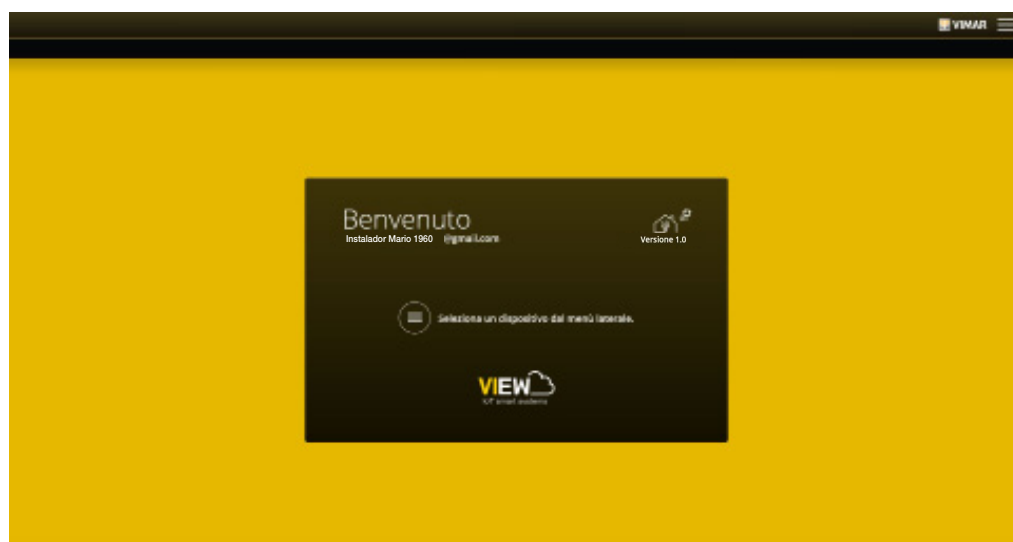 VIMAR
Benvenuto
Instalador Mario 1960 @gmail.com
Versione 1.0
Seleziona un dispositivo dal menù laterale.
VIEW
IoT smart systems